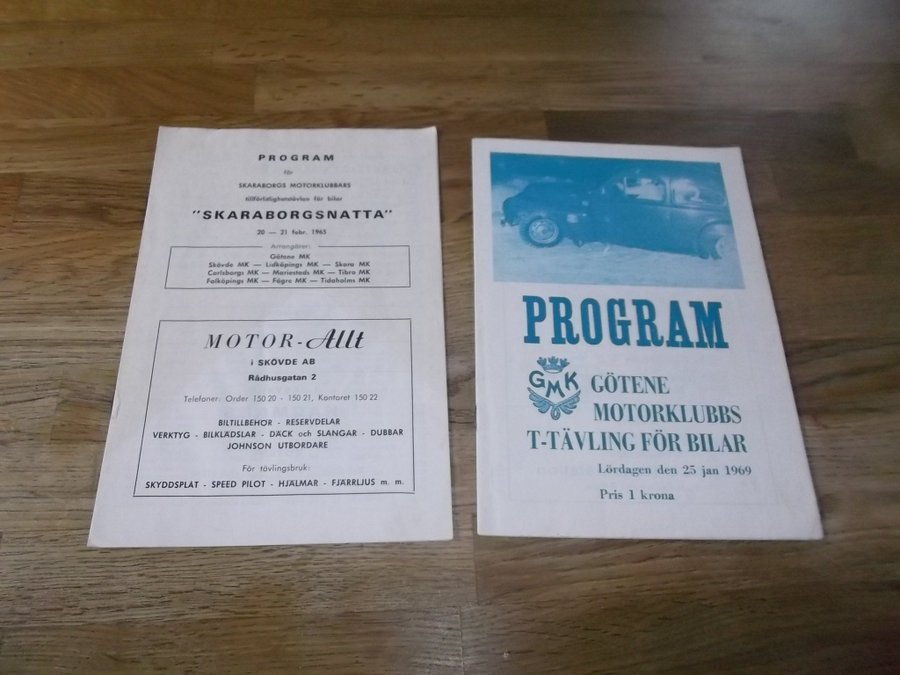 PROGRAM
för
SKARABORGS MOTORKLUBBARS
tillförlitlighetstävlan för bilar
"SKARABORGSNATTA"
20 — 21 febr. 1965
Arrangörer:
Götene MK
Skövde MK — Lidköpings MK — Skara MK
Carlsborgs MK — Mariestads MK — Tibro MK
Falköpings MK — Fägre MK — Tidaholms MK
MOTOR-Allt
i SKÖVDE AB
Rådhusgatan 2
Telefoner: Order 150 20 - 150 21, Kontoret 150 22
BILTILLBEHÖR - RESERVDELAR
VERKTYG - BILKLÄDSLAR - DÄCK och SLANGAR - DUBBAR
JOHNSON UTBORDARE
För tävlingsbruk:
SKYDDSPLÅT - SPEED PILOT - HJÄLMAR - FJÄRRLJUS m. m.
PROGRAM
GMK
GÖTENE
MOTORKLUBBS
T-TÄVLING FÖR BILAR
Lördagen den 25 jan 1969
Pris 1 krona